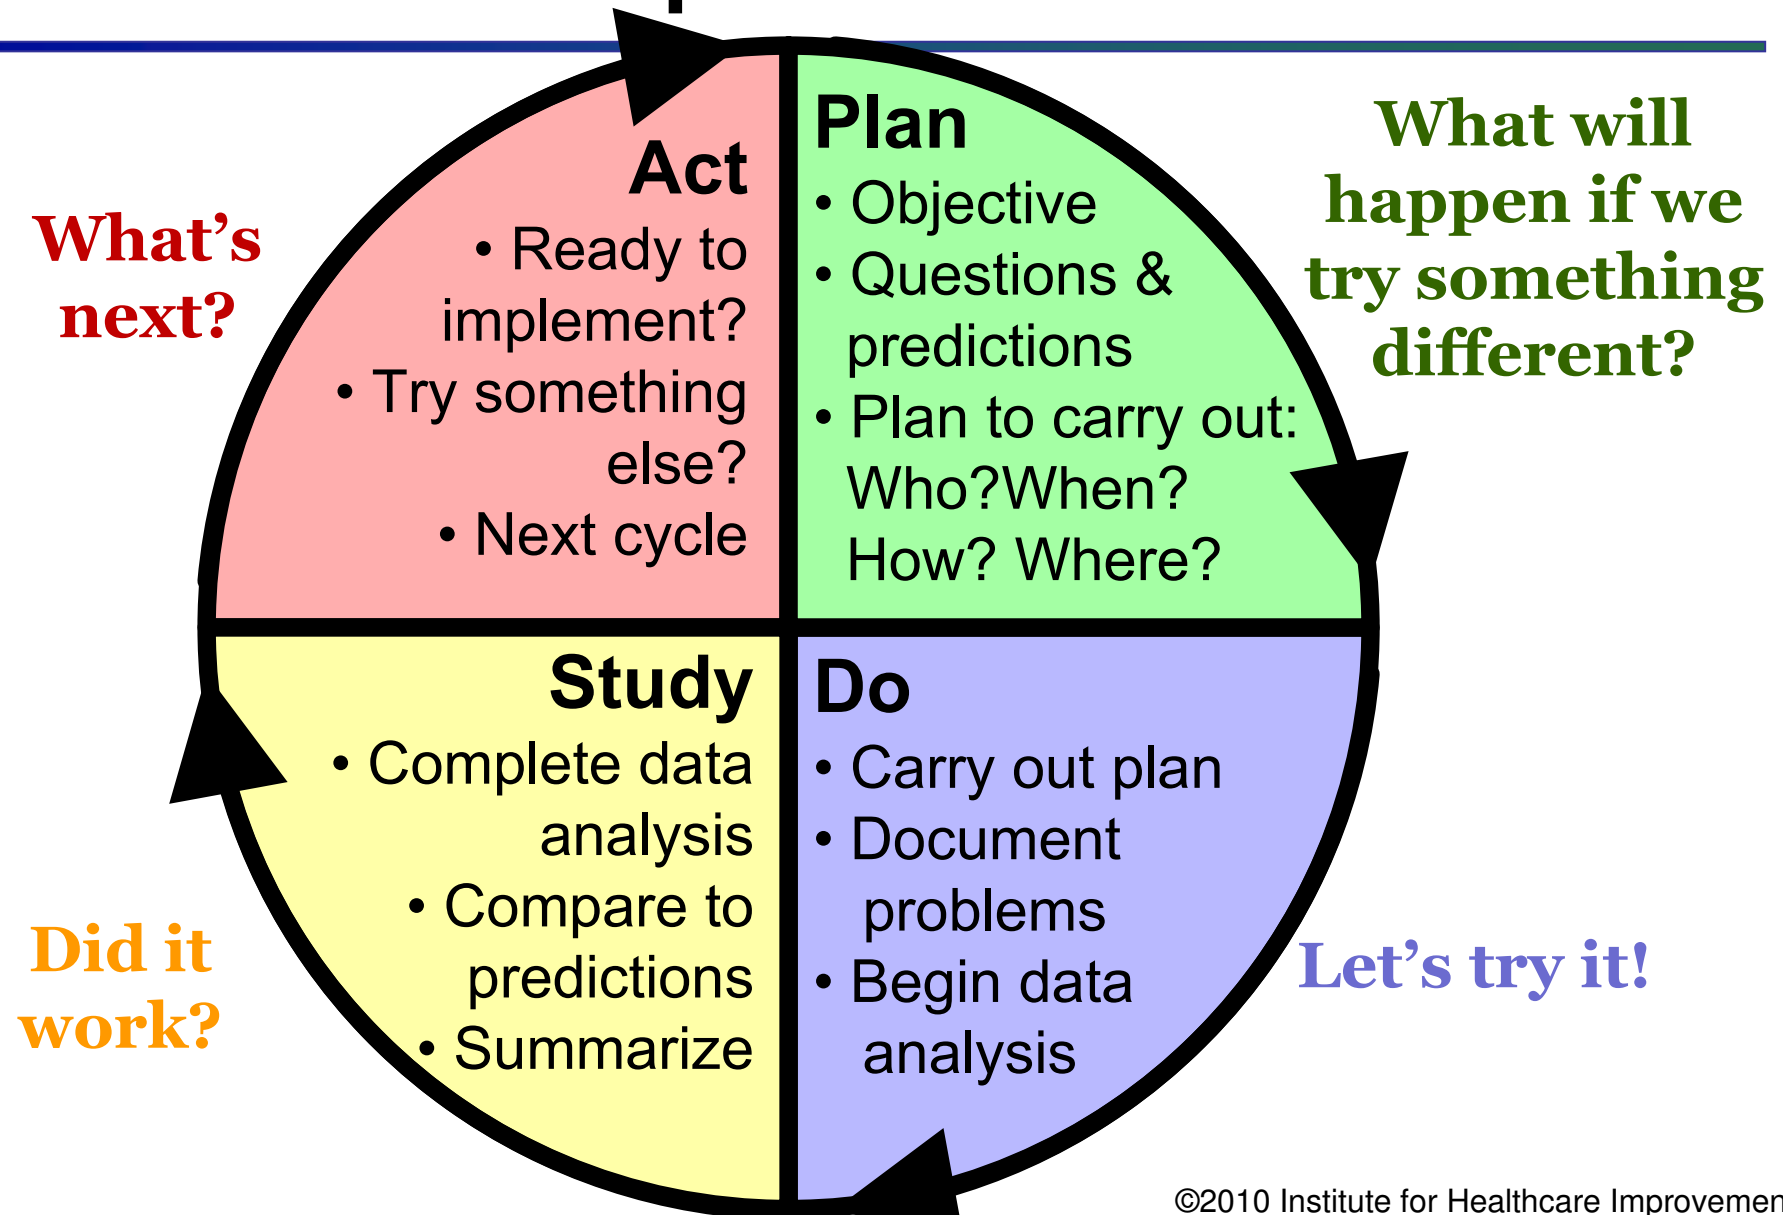 Act
• Ready to
implement?
• Try something
else?
• Next cycle
Plan
• Objective
• Questions &
predictions
• Plan to carry out:
Who?When?
How? Where?
What's
next?
What will
happen if we
try something
different?
Study
• Complete data
analysis
• Compare to
predictions
• Summarize
Do
• Carry out plan
• Document
problems
• Begin data
analysis
Did it
work?
Let's try it!
©2010 Institute for Healthcare Improvemen